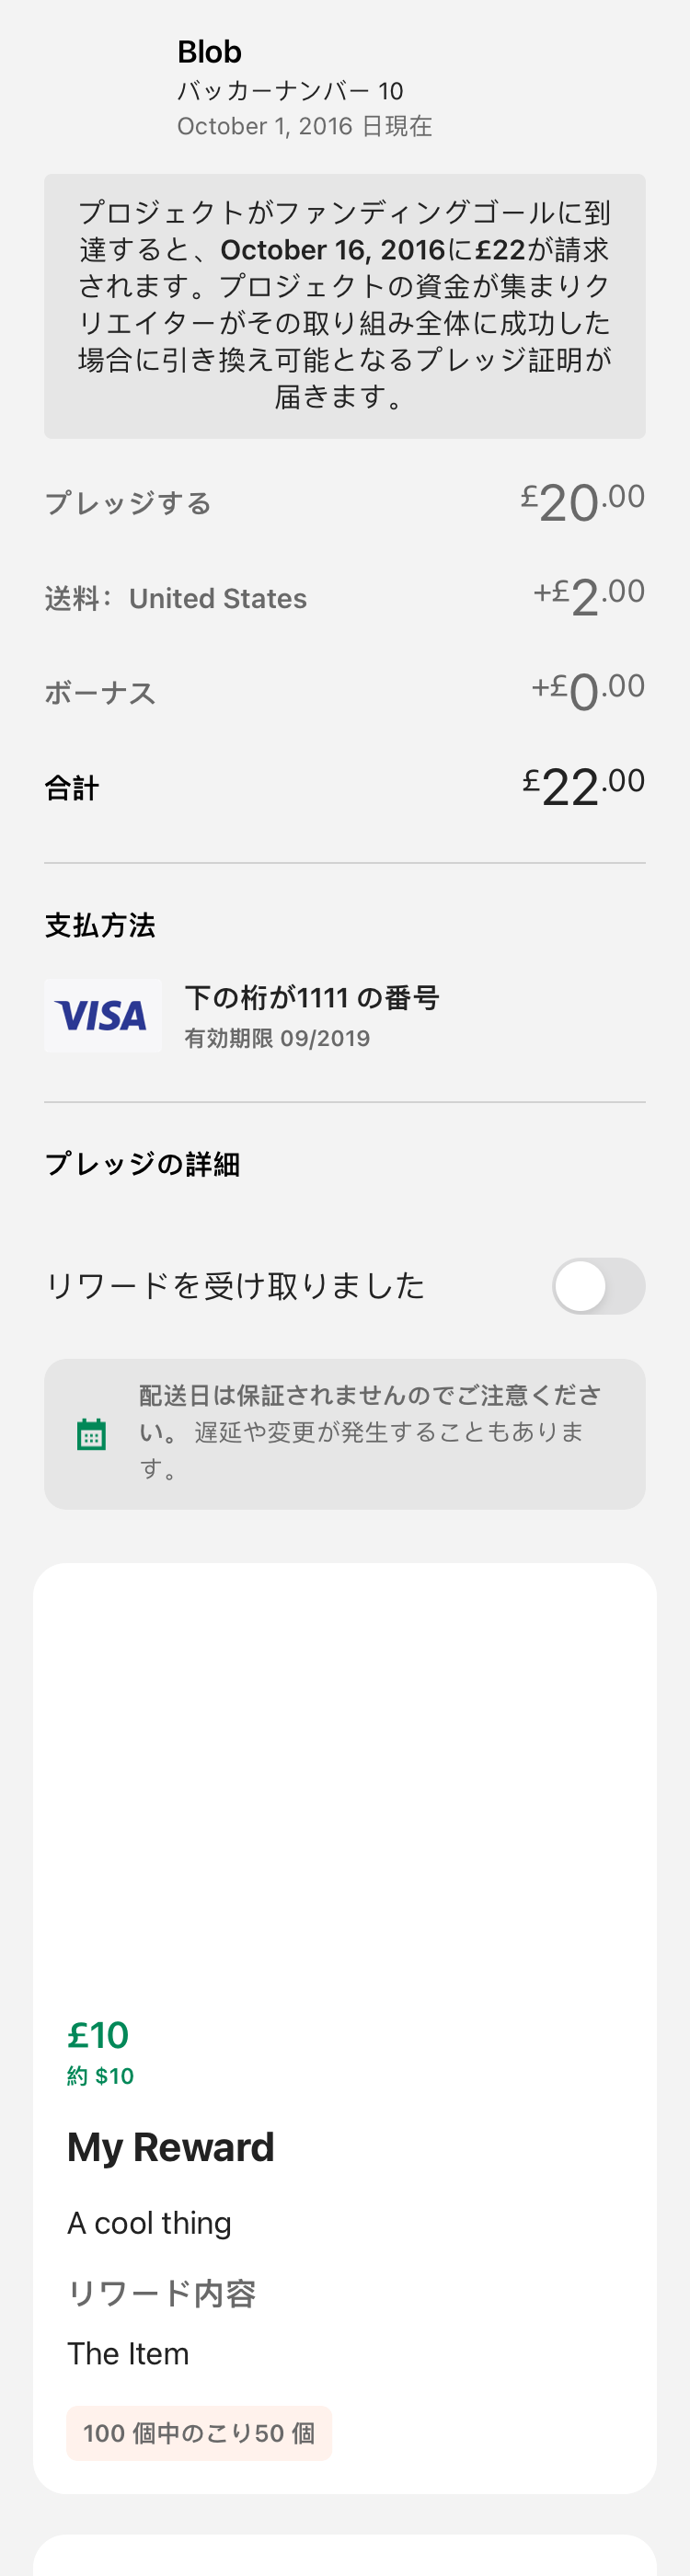 Blob
バッカーナンバー 10
October 1, 2016 日現在
プロジェクトがファンディングゴールに到
達すると、October 16, 2016に£22が請求
されます。プロジェクトの資金が集まりク
リエイターがその取り組み全体に成功した
場合に引き換え可能となるプレッジ証明が
届きます。
プレッジする £20.00
送料： United States +£2.00
ボーナス +£0.00
合計 £22.00
支払方法
VISA
下の桁が1111 の番号
有効期限 09/2019
プレッジの詳細
リワードを受け取りました
配送日は保証されませんのでご注意くださ
い。 遅延や変更が発生することもありま
す。
£10
約 $10
My Reward
A cool thing
リワード内容
The Item
100 個中のこり50 個